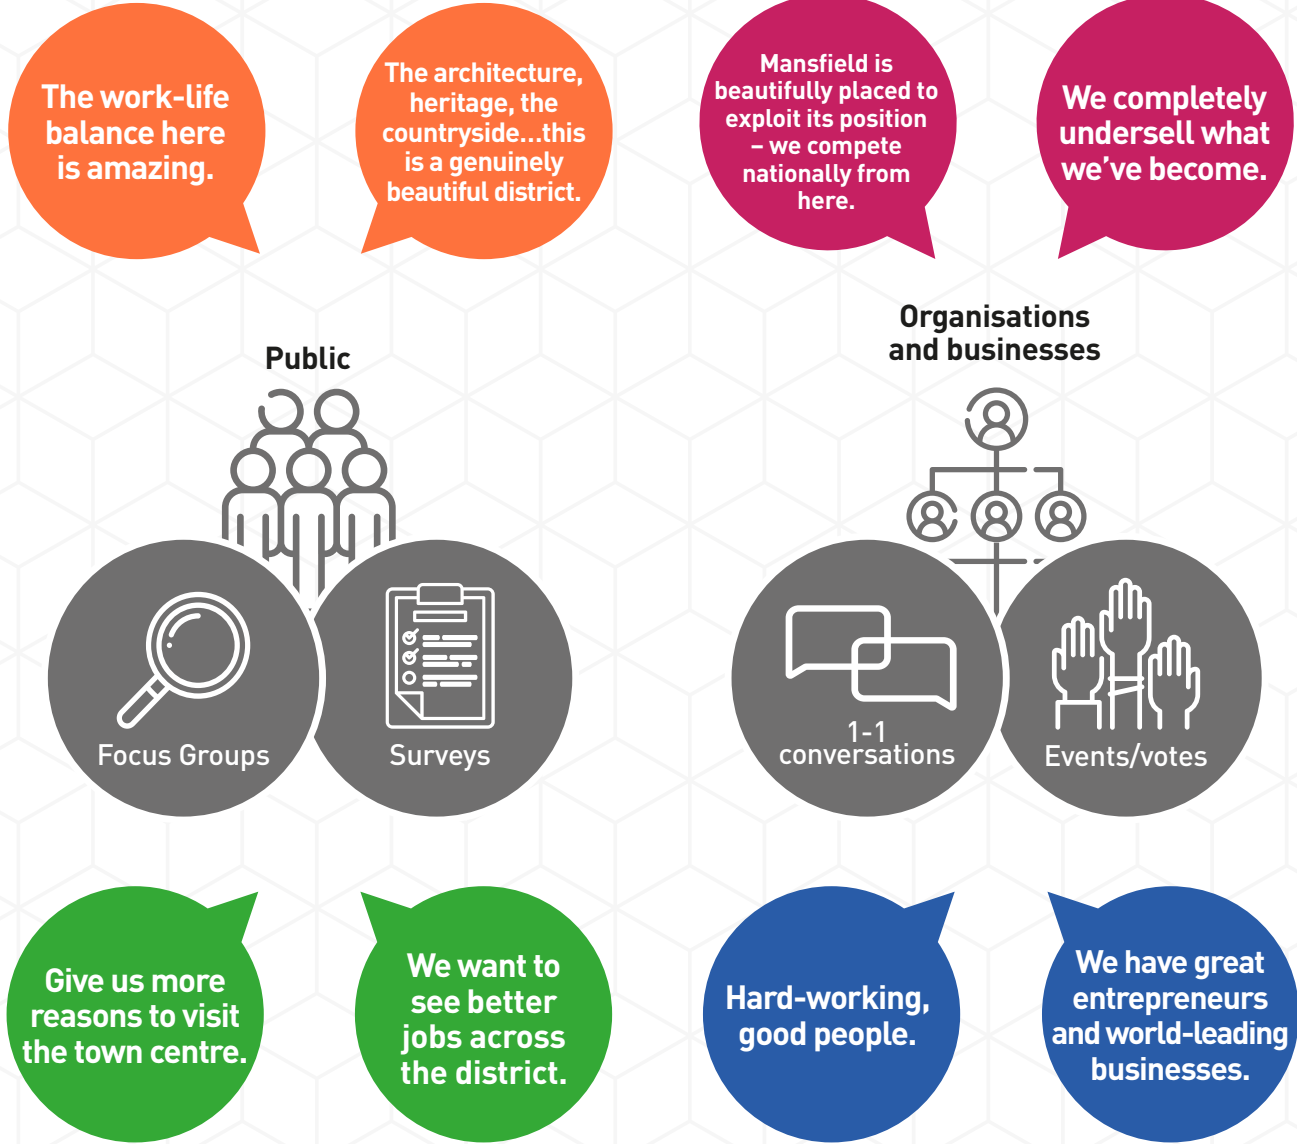 The work-life
balance here
is amazing.
The architecture,
heritage, the
countryside...this
is a genuinely
beautiful district.
Mansfield is
beautifully placed to
exploit its position
– we compete
nationally from
here.
We completely
undersell what
we've become.
Public
Organisations
and businesses
Focus Groups
Surveys
1-1
conversations
Events/votes
Give us more
reasons to visit
the town centre.
We want to
see better
jobs across
the district.
Hard-working,
good people.
We have great
entrepreneurs
and world-leading
businesses.